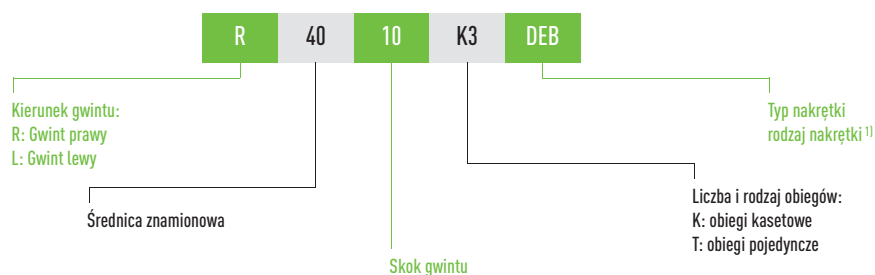 R 40 10 K3 DEB
Kierunek gwintu:
R: Gwint prawy
L: Gwint lewy
Średnica znamionowa
Skok gwintu
Liczba i rodzaj obiegów:
K: obiegi kasetowe
T: obiegi pojedyncze
Typ nakrętki
rodzaj nakrętki ¹⁾